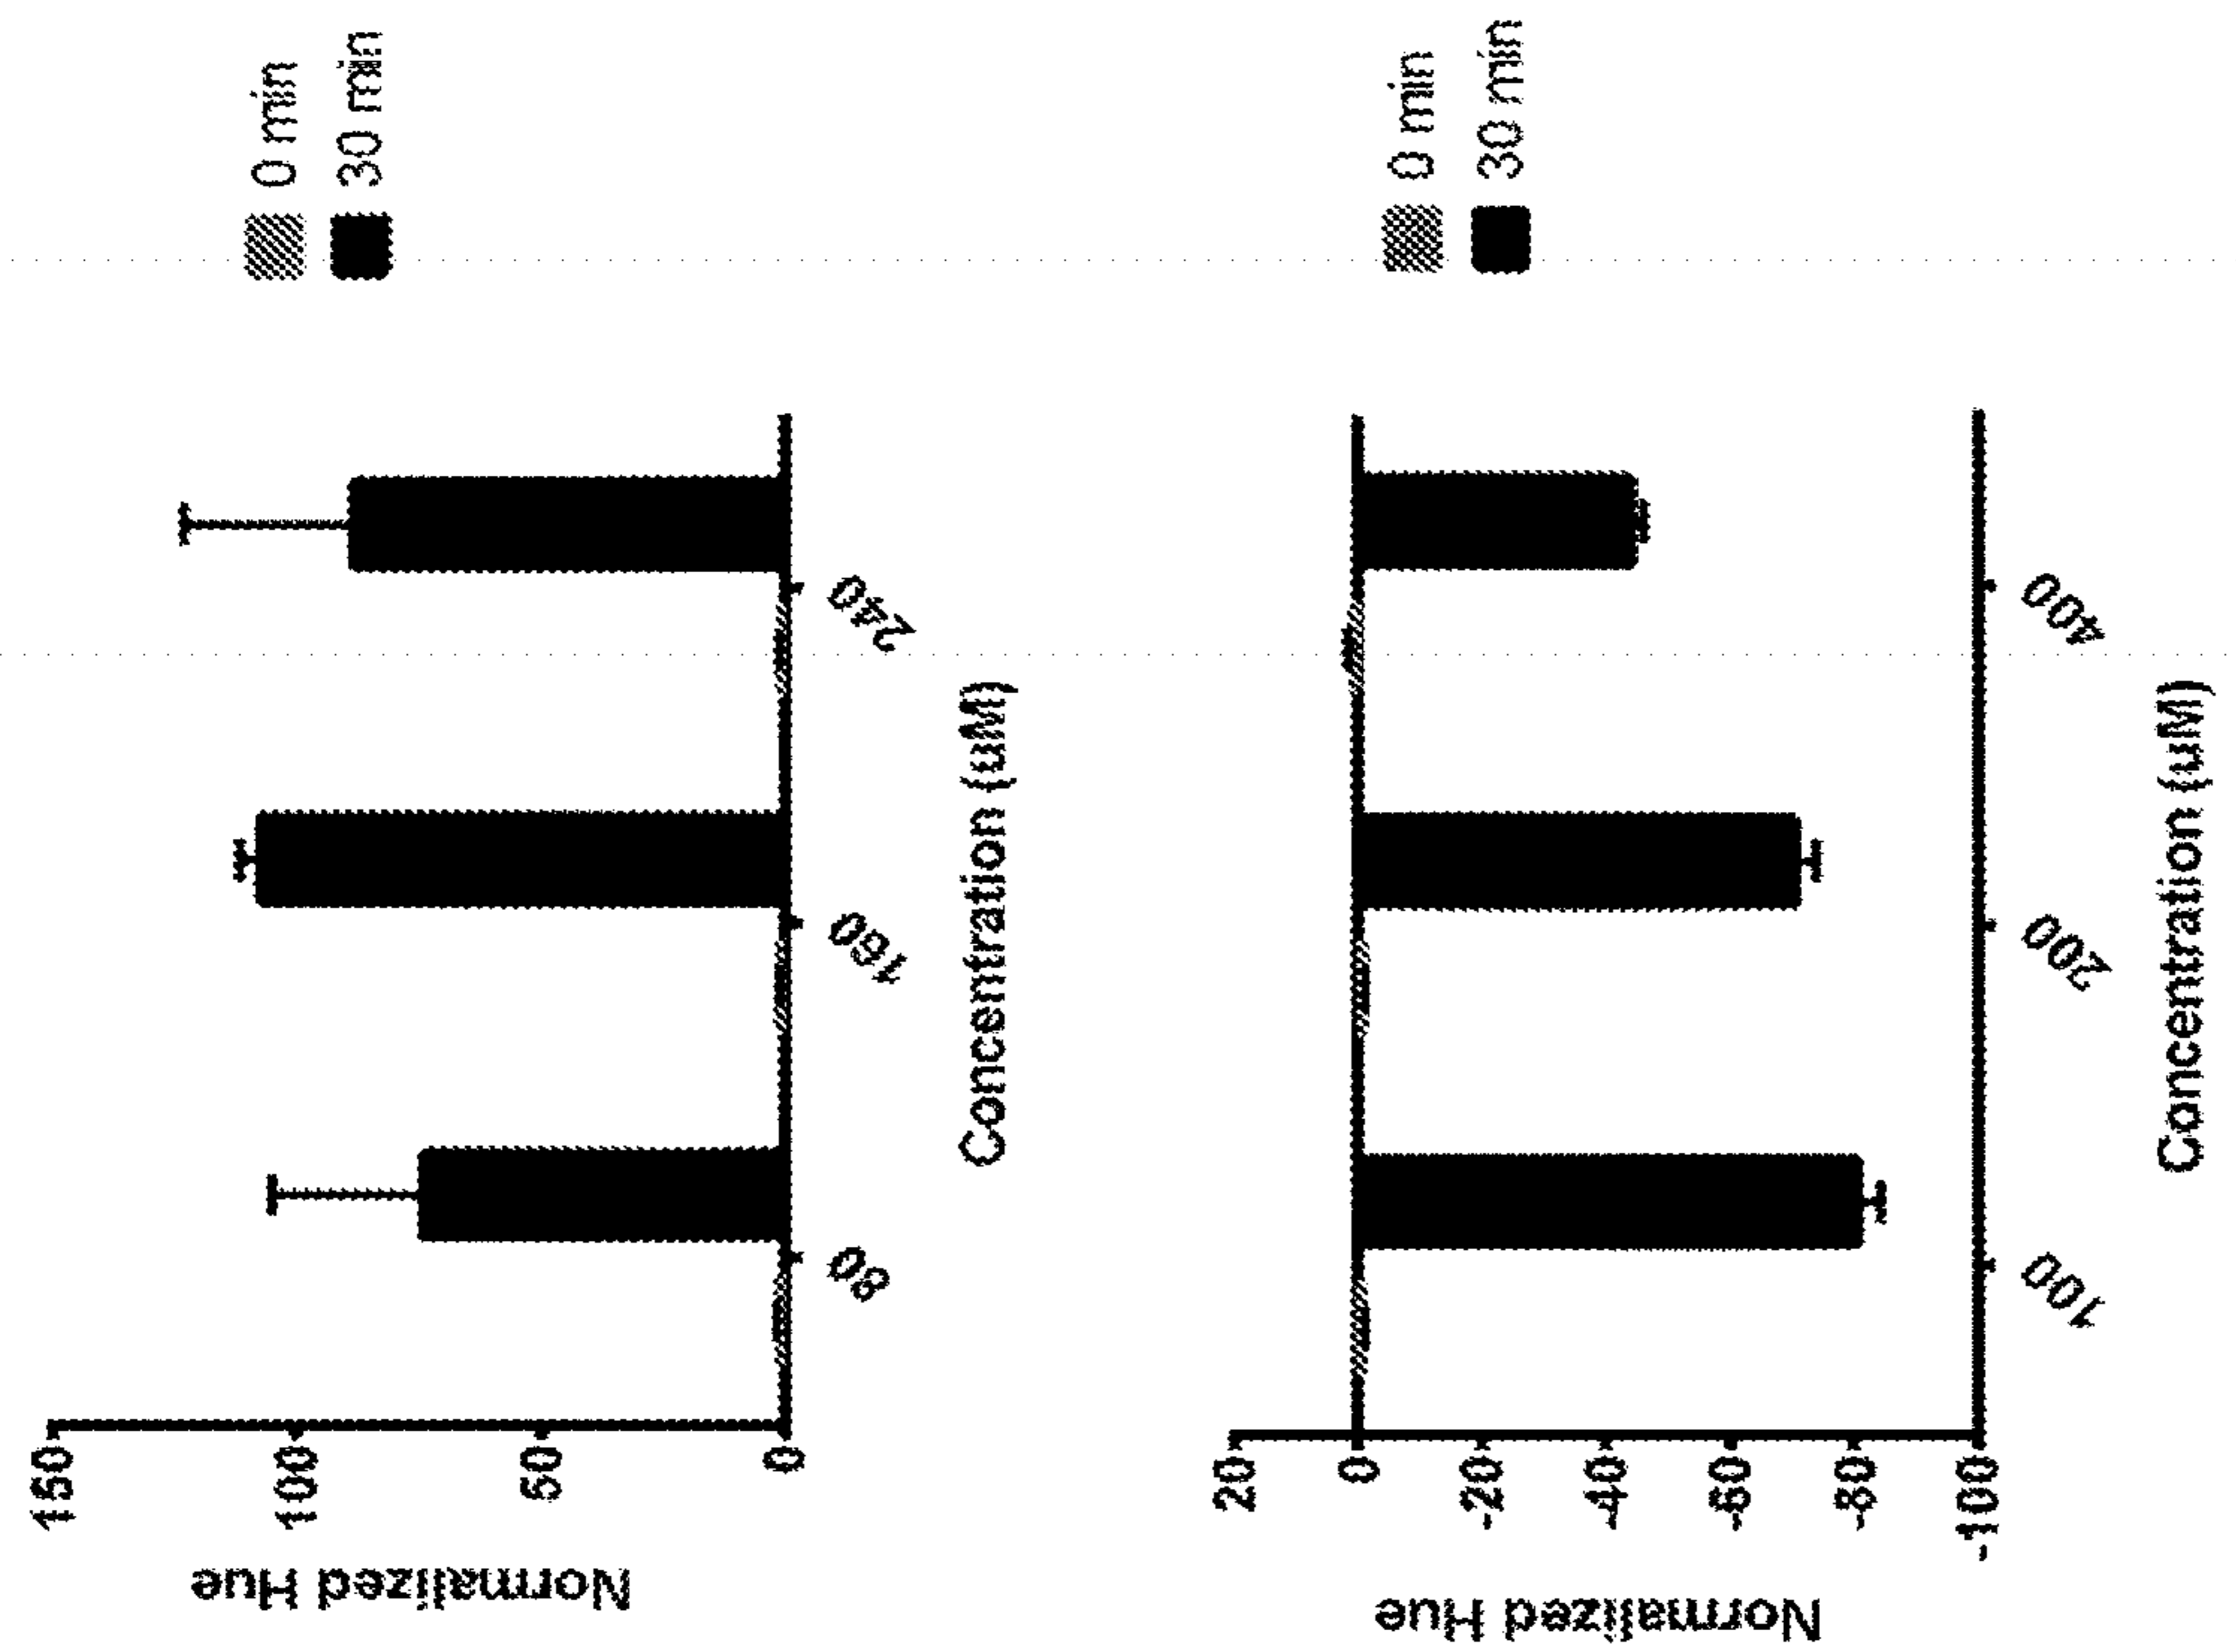 Normalized Hue
150
100
50
0
80
160
240
Concentration (uM)
0 min
30 min
Normalized Hue
20
0
-20
-40
-60
-80
-100
100
200
400
Concentration (uM)
0 min
30 min